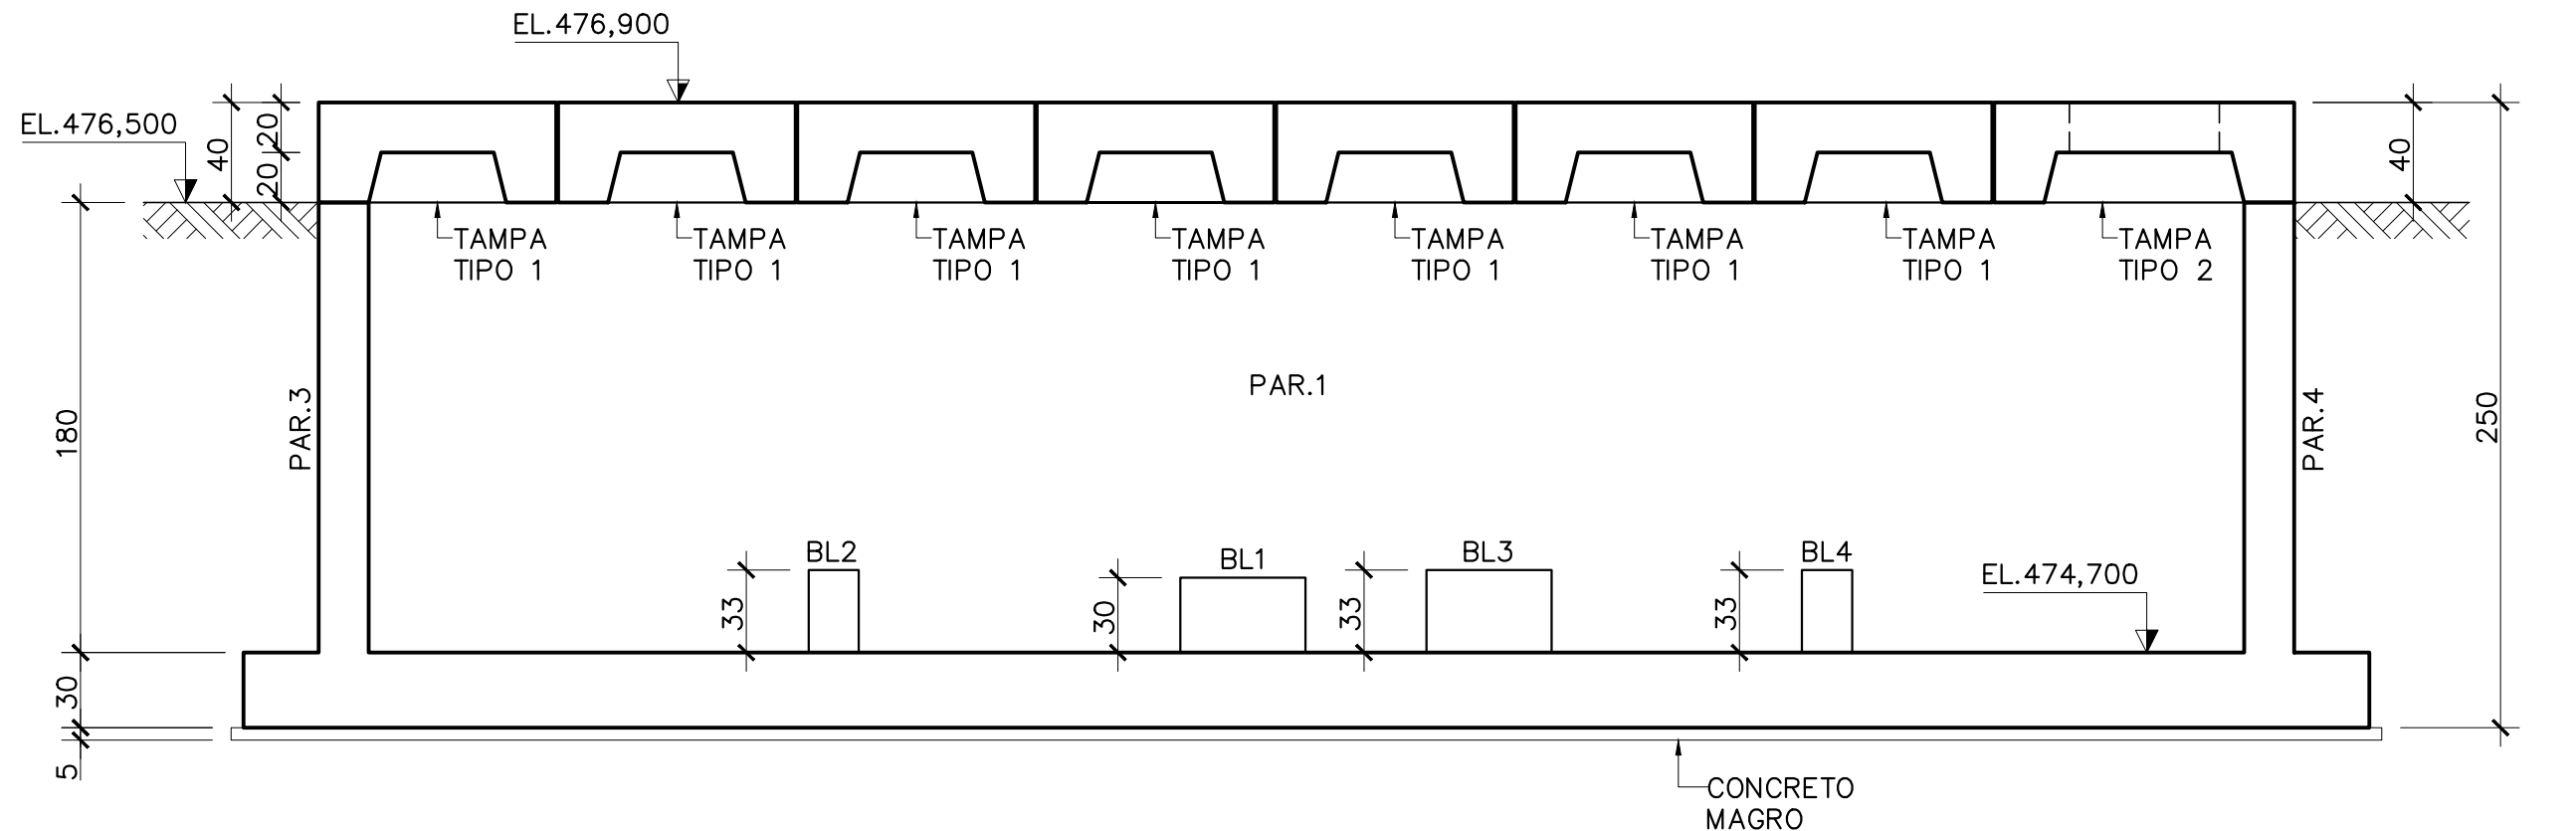 EL.476,900
EL.476,500
40
20
20
40
TAMPA
TIPO 1
TAMPA
TIPO 1
TAMPA
TIPO 1
TAMPA
TIPO 1
TAMPA
TIPO 1
TAMPA
TIPO 1
TAMPA
TIPO 1
TAMPA
TIPO 2
180
PAR.3
PAR.1
PAR.4
250
BL2
BL1
BL3
BL4
EL.474,700
33
30
33
33
30
5
CONCRETO
MAGRO